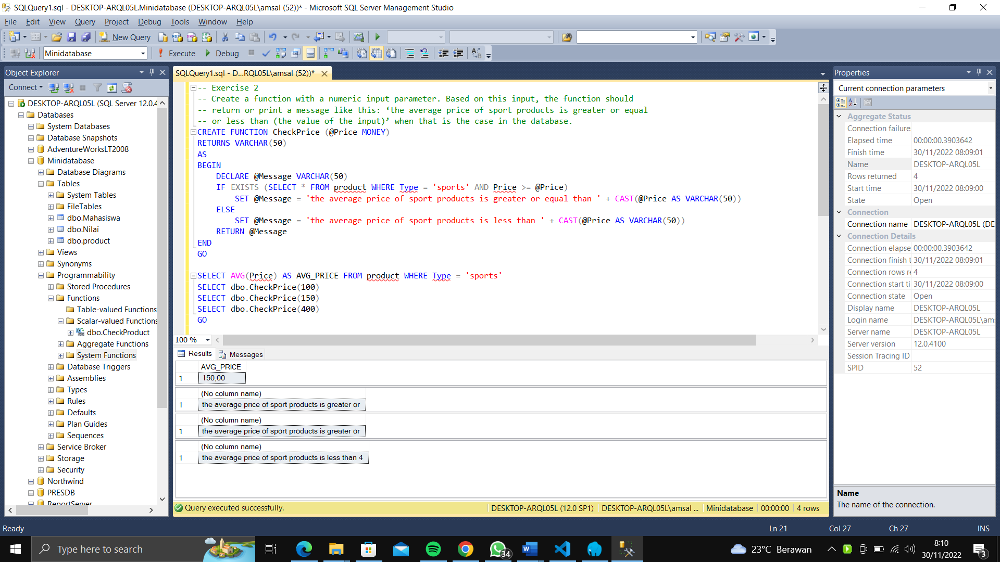 SQLQuery1.sql - DESKTOP-ARQL05L.Minidatabase (DESKTOP-ARQL05L\amsal (52))* - Microsoft SQL Server Management Studio
File Edit View Query Project Debug Tools Window Help
New Query
Minidatabase
Execute
Debug
Object Explorer
Connect
DESKTOP-ARQL05L (SQL Server 12.0.4
Databases
System Databases
Database Snapshots
AdventureWorksLT2008
Minidatabase
Database Diagrams
Tables
System Tables
FileTables
dbo.Mahasiswa
dbo.Nilai
dbo.product
Views
Synonyms
Programmability
Stored Procedures
Functions
Table-valued Functions
Scalar-valued Functions
dbo.CheckProduct
Aggregate Functions
System Functions
Database Triggers
Assemblies
Types
Rules
Defaults
Plan Guides
Sequences
Service Broker
Storage
Security
Northwind
PRESDB
ReportServer
SQLQuery1.sql - D...RQL05L\amsal (52))*
-- Exercise 2
-- Create a function with a numeric input parameter. Based on this input, the function should
-- return or print a message like this: ‘the average price of sport products is greater or equal
-- or less than (the value of the input)’ when that is the case in the database.
CREATE FUNCTION CheckPrice (@Price MONEY)
RETURNS VARCHAR(50)
AS
BEGIN
DECLARE @Message VARCHAR(50)
IF EXISTS (SELECT * FROM product WHERE Type = 'sports' AND Price >= @Price)
SET @Message = 'the average price of sport products is greater or equal than ' + CAST(@Price AS VARCHAR(50))
ELSE
SET @Message = 'the average price of sport products is less than ' + CAST(@Price AS VARCHAR(50))
RETURN @Message
END
GO
SELECT AVG(Price) AS AVG_PRICE FROM product WHERE Type = 'sports'
SELECT dbo.CheckPrice(100)
SELECT dbo.CheckPrice(150)
SELECT dbo.CheckPrice(400)
GO
100 %
Results Messages
AVG_PRICE
1 150,00
(No column name)
1 the average price of sport products is greater or
(No column name)
1 the average price of sport products is greater or
(No column name)
1 the average price of sport products is less than 4
Query executed successfully.
DESKTOP-ARQL05L (12.0 SP1) DESKTOP-ARQL05L\amsal ... Minidatabase 00:00:00 4 rows
Properties
Current connection parameters
Aggregate Status
Connection failure
Elapsed time 00:00:00.3903642
Finish time 30/11/2022 08:09:01
Name DESKTOP-ARQL05L
Rows returned 4
Start time 30/11/2022 08:09:00
State Open
Connection
Connection name DESKTOP-ARQL05L (DE
Connection Details
Connection elapse 00:00:00.3903642
Connection finish t 30/11/2022 08:09:01
Connection rows re 4
Connection start ti 30/11/2022 08:09:00
Connection state Open
Display name DESKTOP-ARQL05L
Login name DESKTOP-ARQL05L\ams
Server name DESKTOP-ARQL05L
Server version 12.0.4100
Session Tracing ID
SPID 52
Name
The name of the connection.
Ready
Ln 21 Col 27 Ch 27 INS
Type here to search
34
23°C Berawan
8:10
30/11/2022
3